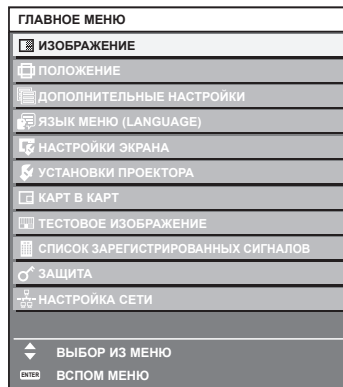 ГЛАВНОЕ МЕНЮ
ИЗОБРАЖЕНИЕ
ПОЛОЖЕНИЕ
ДОПОЛНИТЕЛЬНЫЕ НАСТРОЙКИ
ЯЗЫК МЕНЮ (LANGUAGE)
НАСТРОЙКИ ЭКРАНА
УСТАНОВКИ ПРОЕКТОРА
КАРТ В КАРТ
ТЕСТОВОЕ ИЗОБРАЖЕНИЕ
СПИСОК ЗАРЕГИСТРИРОВАННЫХ СИГНАЛОВ
ЗАЩИТА
НАСТРОЙКА СЕТИ
ВЫБОР ИЗ МЕНЮ
ENTER ВСПОМ МЕНЮ